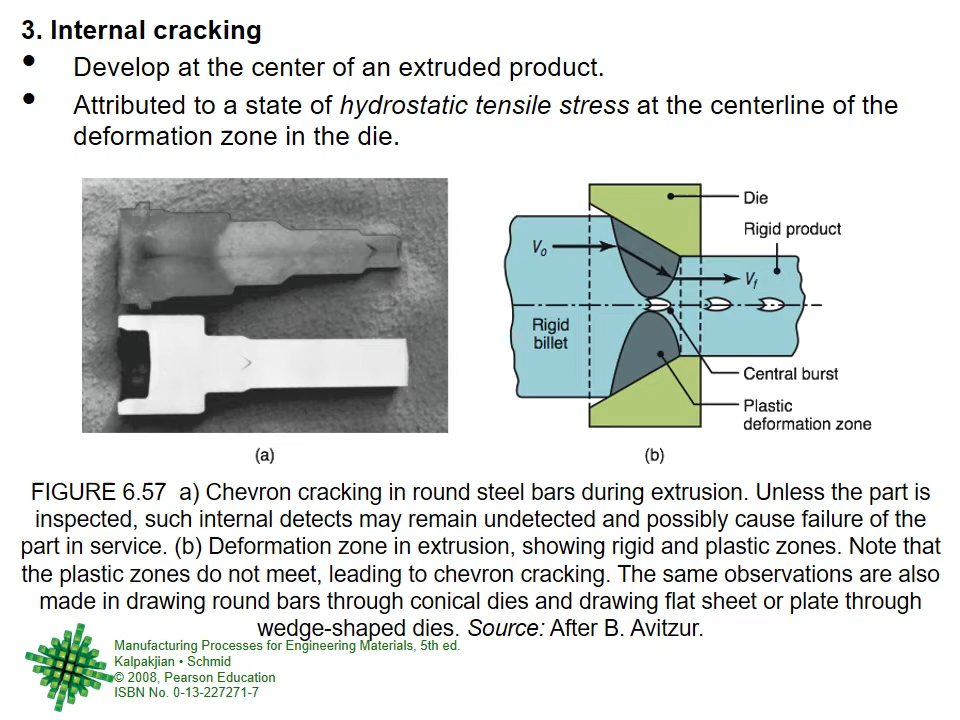 3. Internal cracking
• Develop at the center of an extruded product.
• Attributed to a state of hydrostatic tensile stress at the centerline of the
deformation zone in the die.
Die
Rigid product
Vo
Vf
Rigid
billet
Central burst
Plastic
deformation zone
(a)
(b)
FIGURE 6.57 a) Chevron cracking in round steel bars during extrusion. Unless the part is
inspected, such internal detects may remain undetected and possibly cause failure of the
part in service. (b) Deformation zone in extrusion, showing rigid and plastic zones. Note that
the plastic zones do not meet, leading to chevron cracking. The same observations are also
made in drawing round bars through conical dies and drawing flat sheet or plate through
wedge-shaped dies. Source: After B. Avitzur.
Manufacturing Processes for Engineering Materials, 5th ed.
Kalpakjian • Schmid
© 2008, Pearson Education
ISBN No. 0-13-227271-7